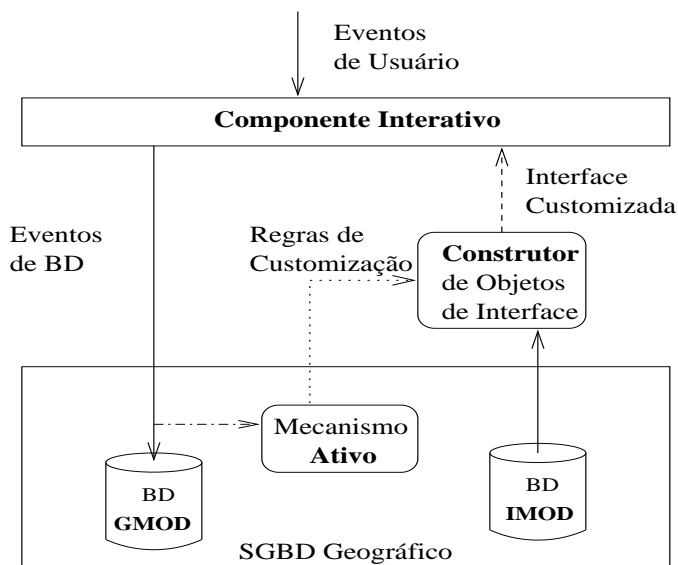 Eventos
de Usuário
Componente Interativo
Interface
Customizada
Eventos
de BD
Regras de
Customização
Construtor
de Objetos
de Interface
Mecanismo
Ativo
BD
GMOD
BD
IMOD
SGBD Geográfico